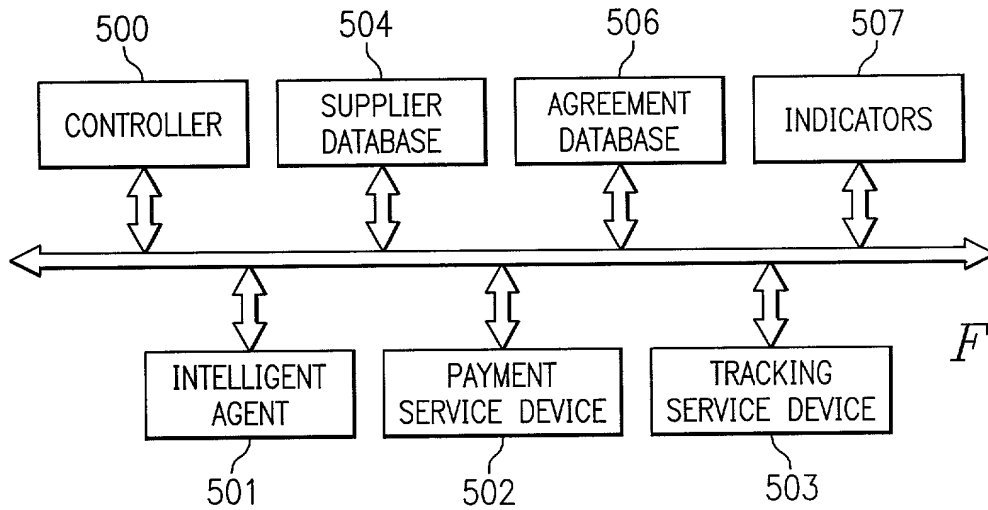 500
504
506
507
CONTROLLER
SUPPLIER
DATABASE
AGREEMENT
DATABASE
INDICATORS
INTELLIGENT
AGENT
PAYMENT
SERVICE DEVICE
TRACKING
SERVICE DEVICE
F
501
502
503